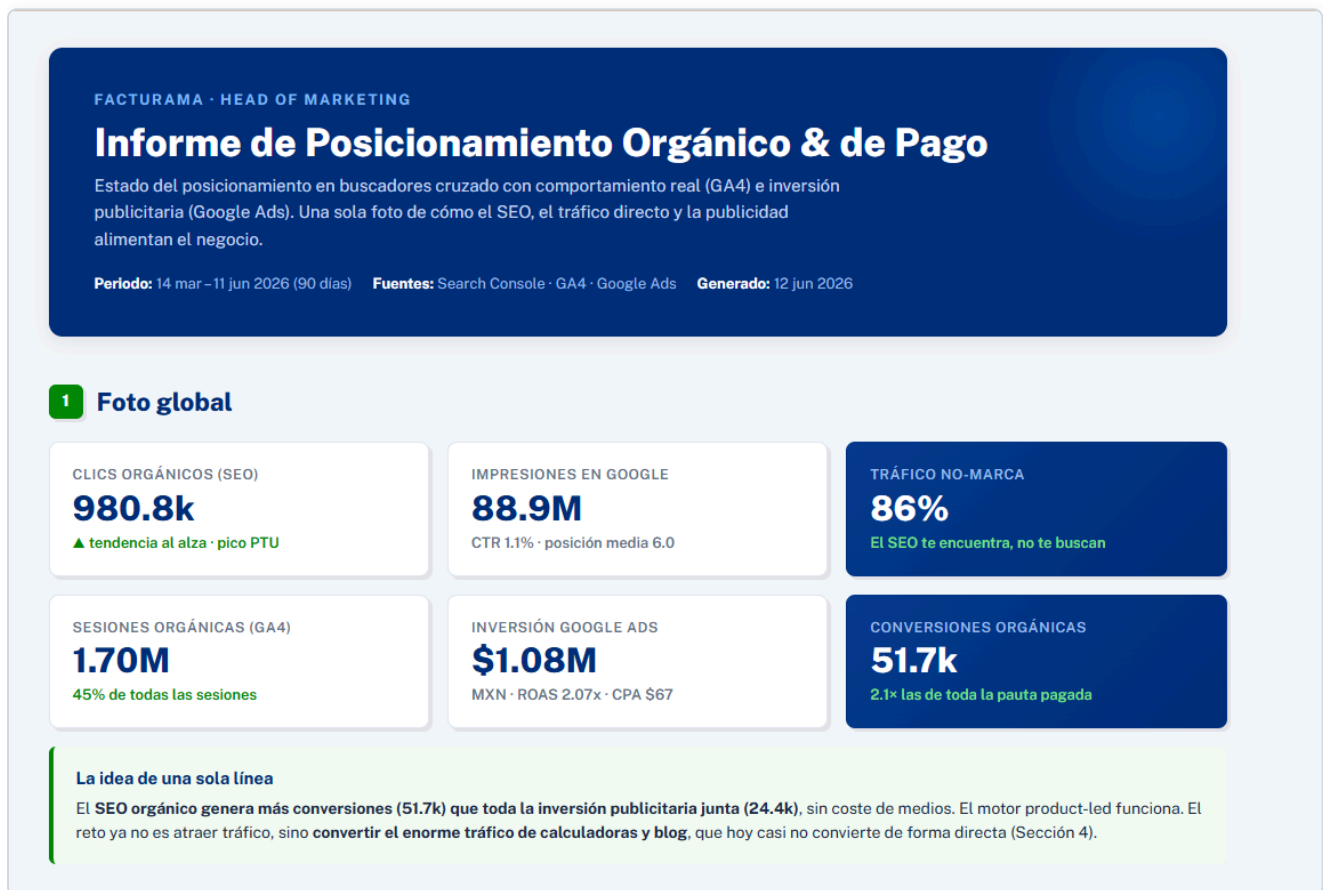 FACTURAMA · HEAD OF MARKETING
Informe de Posicionamiento Orgánico & de Pago
Estado del posicionamiento en buscadores cruzado con comportamiento real (GA4) e inversión
publicitaria (Google Ads). Una sola foto de cómo el SEO, el tráfico directo y la publicidad
alimentan el negocio.
Periodo: 14 mar – 11 jun 2026 (90 días) Fuentes: Search Console · GA4 · Google Ads Generado: 12 jun 2026
1 Foto global
CLICS ORGÁNICOS (SEO)
980.8k
▲ tendencia al alza · pico PTU
IMPRESIONES EN GOOGLE
88.9M
CTR 1.1% · posición media 6.0
TRÁFICO NO-MARCA
86%
El SEO te encuentra, no te buscan
SESIONES ORGÁNICAS (GA4)
1.70M
45% de todas las sesiones
INVERSIÓN GOOGLE ADS
$1.08M
MXN · ROAS 2.07x · CPA $67
CONVERSIONES ORGÁNICAS
51.7k
2.1× las de toda la pauta pagada
La idea de una sola línea
El SEO orgánico genera más conversiones (51.7k) que toda la inversión publicitaria junta (24.4k), sin coste de medios. El motor product-led funciona. El
reto ya no es atraer tráfico, sino convertir el enorme tráfico de calculadoras y blog, que hoy casi no convierte de forma directa (Sección 4).